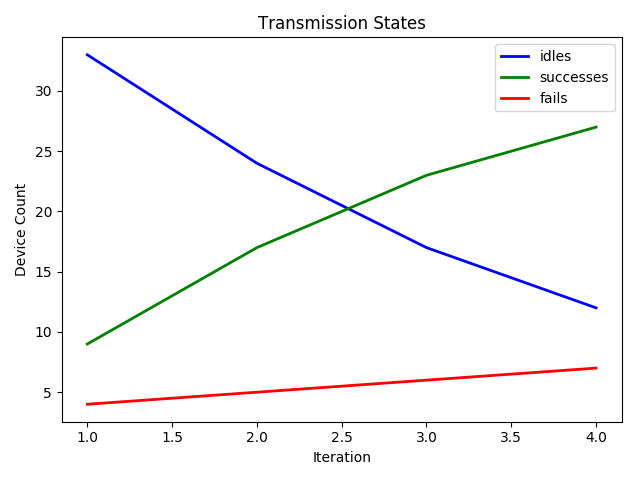 Transmission States
idles
successes
fails
Device Count
30
25
20
15
10
5
1.0 1.5 2.0 2.5 3.0 3.5 4.0
Iteration